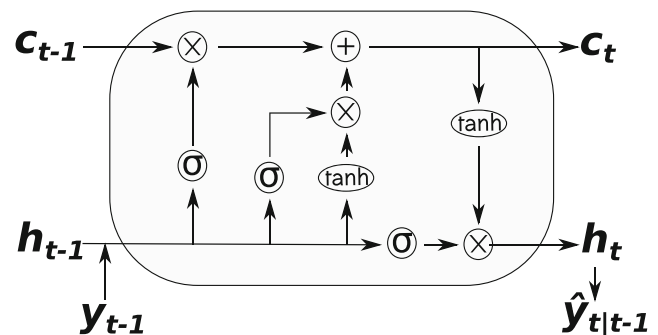 c_{t-1} × + c_t
× tanh
σ σ tanh
h_{t-1} σ × h_t
y_{t-1} ŷ_{t|t-1}